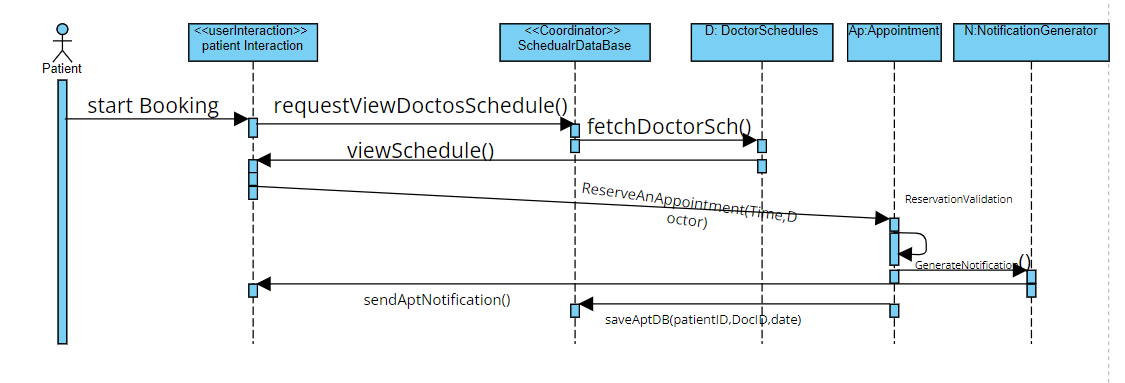 <<userInteraction>>
patient Interaction
<<Coordinator>>
SchedualrDataBase
D: DoctorSchedules
Ap:Appointment
N:NotificationGenerator
Patient
start Booking
requestViewDoctosSchedule()
fetchDoctorSch()
viewSchedule()
ReserveAnAppointment(Time,D
octor)
ReservationValidation
GenerateNotification()
sendAptNotification()
saveAptDB(patientID,DocID,date)